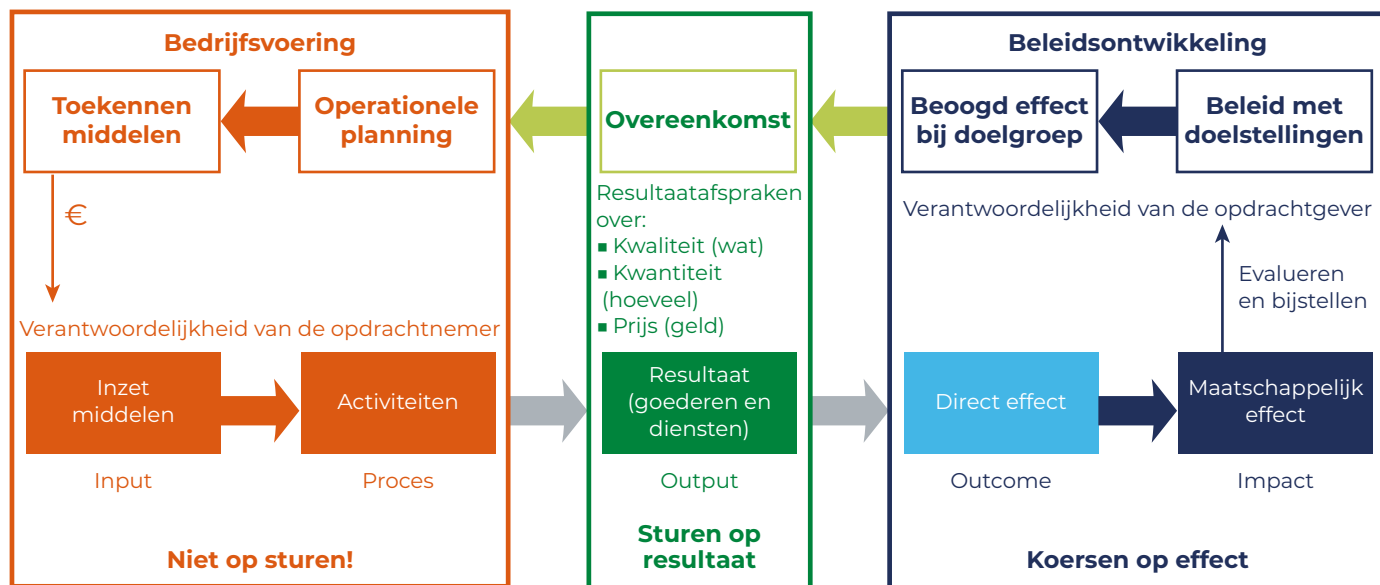 Bedrijfsvoering
Toekennen
middelen
Operationele
planning
€
Verantwoordelijkheid van de opdrachtnemer
Inzet
middelen
Activiteiten
Input
Proces
Niet op sturen!
Overeenkomst
Resultaatafspraken
over:
▪ Kwaliteit (wat)
▪ Kwantiteit
(hoeveel)
▪ Prijs (geld)
Resultaat
(goederen en
diensten)
Output
Sturen op
resultaat
Beleidsontwikkeling
Beoogd effect
bij doelgroep
Beleid met
doelstellingen
Verantwoordelijkheid van de opdrachtgever
Evalueren
en bijstellen
Direct effect
Maatschappelijk
effect
Outcome
Impact
Koersen op effect